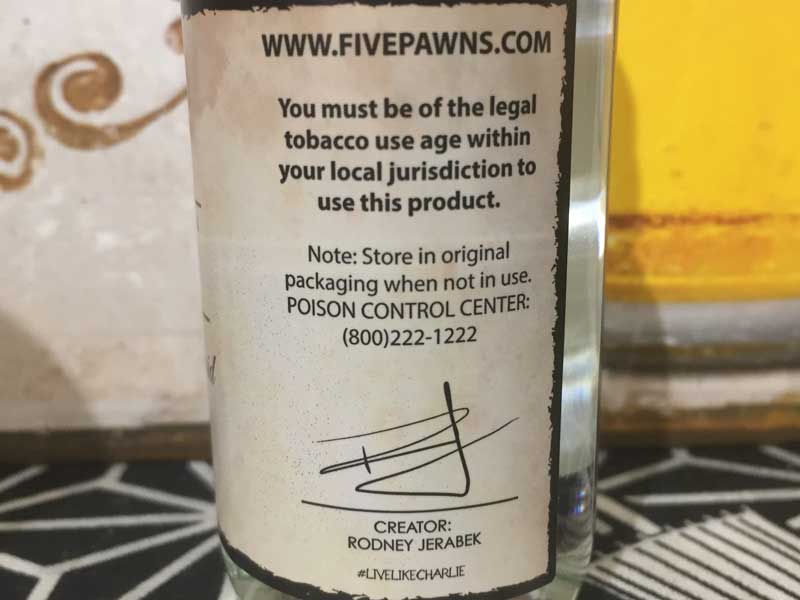 WWW.FIVEPAWNS.COM
You must be of the legal
tobacco use age within
your local jurisdiction to
use this product.
Note: Store in original
packaging when not in use.
POISON CONTROL CENTER:
(800)222-1222
CREATOR:
RODNEY JERABEK
#LIVELIKECHARLIE